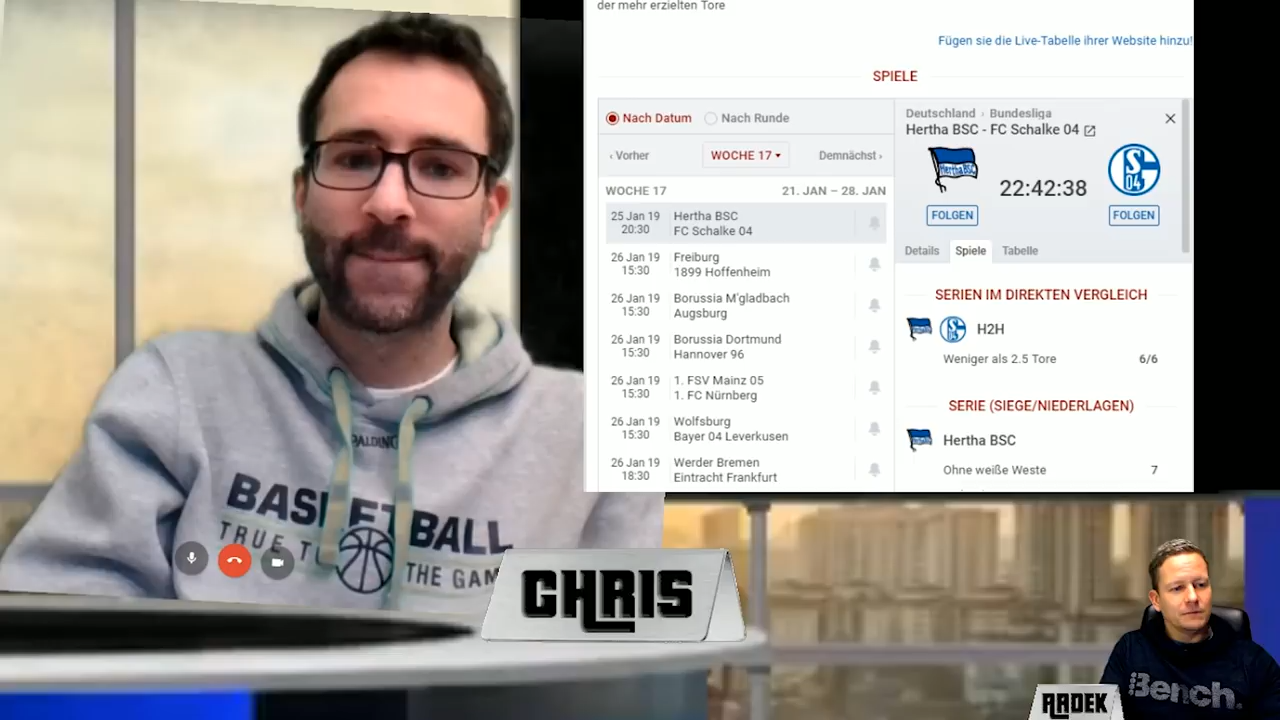 der mehr erzielten Tore
Fügen sie die Live-Tabelle ihrer Website hinzu!
SPIELE
Nach Datum
Nach Runde
‹ Vorher
WOCHE 17
Demnächst ›
WOCHE 17
21. JAN – 28. JAN
25 Jan 19
20:30
Hertha BSC
FC Schalke 04
26 Jan 19
15:30
Freiburg
1899 Hoffenheim
26 Jan 19
15:30
Borussia M'gladbach
Augsburg
26 Jan 19
15:30
Borussia Dortmund
Hannover 96
26 Jan 19
15:30
1. FSV Mainz 05
1. FC Nürnberg
26 Jan 19
15:30
Wolfsburg
Bayer 04 Leverkusen
26 Jan 19
18:30
Werder Bremen
Eintracht Frankfurt
Deutschland › Bundesliga
Hertha BSC - FC Schalke 04
Hertha BSC
22:42:38
S
04
FOLGEN
FOLGEN
Details
Spiele
Tabelle
SERIEN IM DIREKTEN VERGLEICH
H2H
Weniger als 2.5 Tore
6/6
SERIE (SIEGE/NIEDERLAGEN)
Hertha BSC
Ohne weiße Weste
7
BASKETBALL
TRUE TO THE GAM
CHRIS
Bench.
RADEK